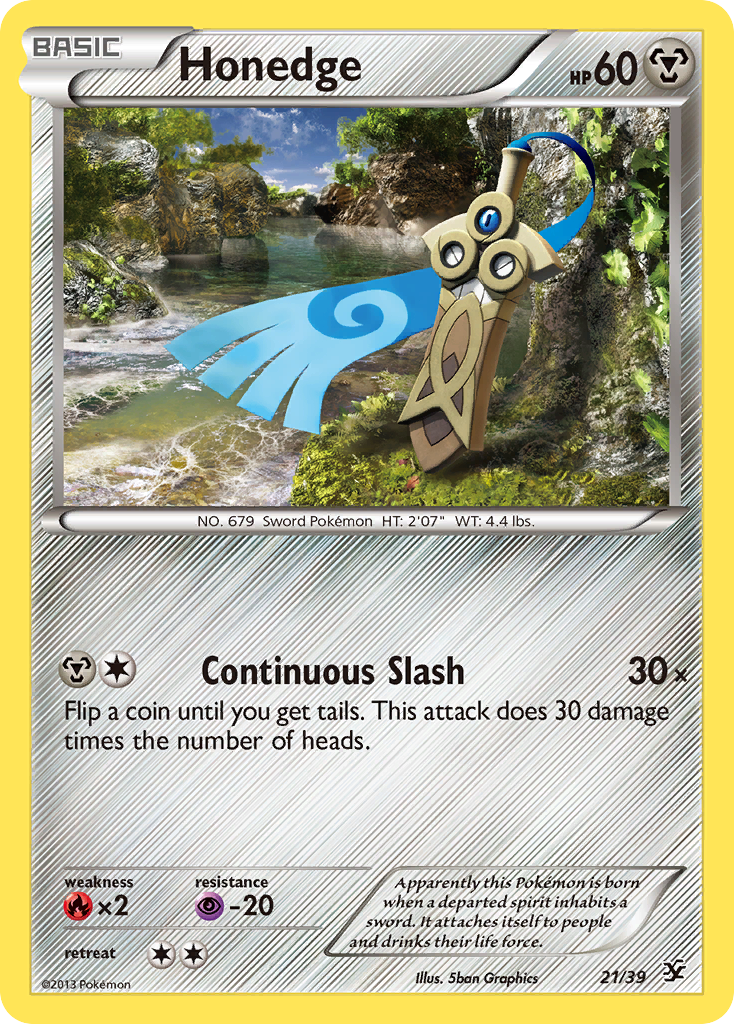 BASIC
Honedge
HP60
NO. 679 Sword Pokémon HT: 2'07" WT: 4.4 lbs.
Continuous Slash 30×
Flip a coin until you get tails. This attack does 30 damage
times the number of heads.
weakness resistance
×2 -20
retreat
Apparently this Pokémon is born
when a departed spirit inhabits a
sword. It attaches itself to people
and drinks their life force.
©2013 Pokémon
Illus. 5ban Graphics
21/39